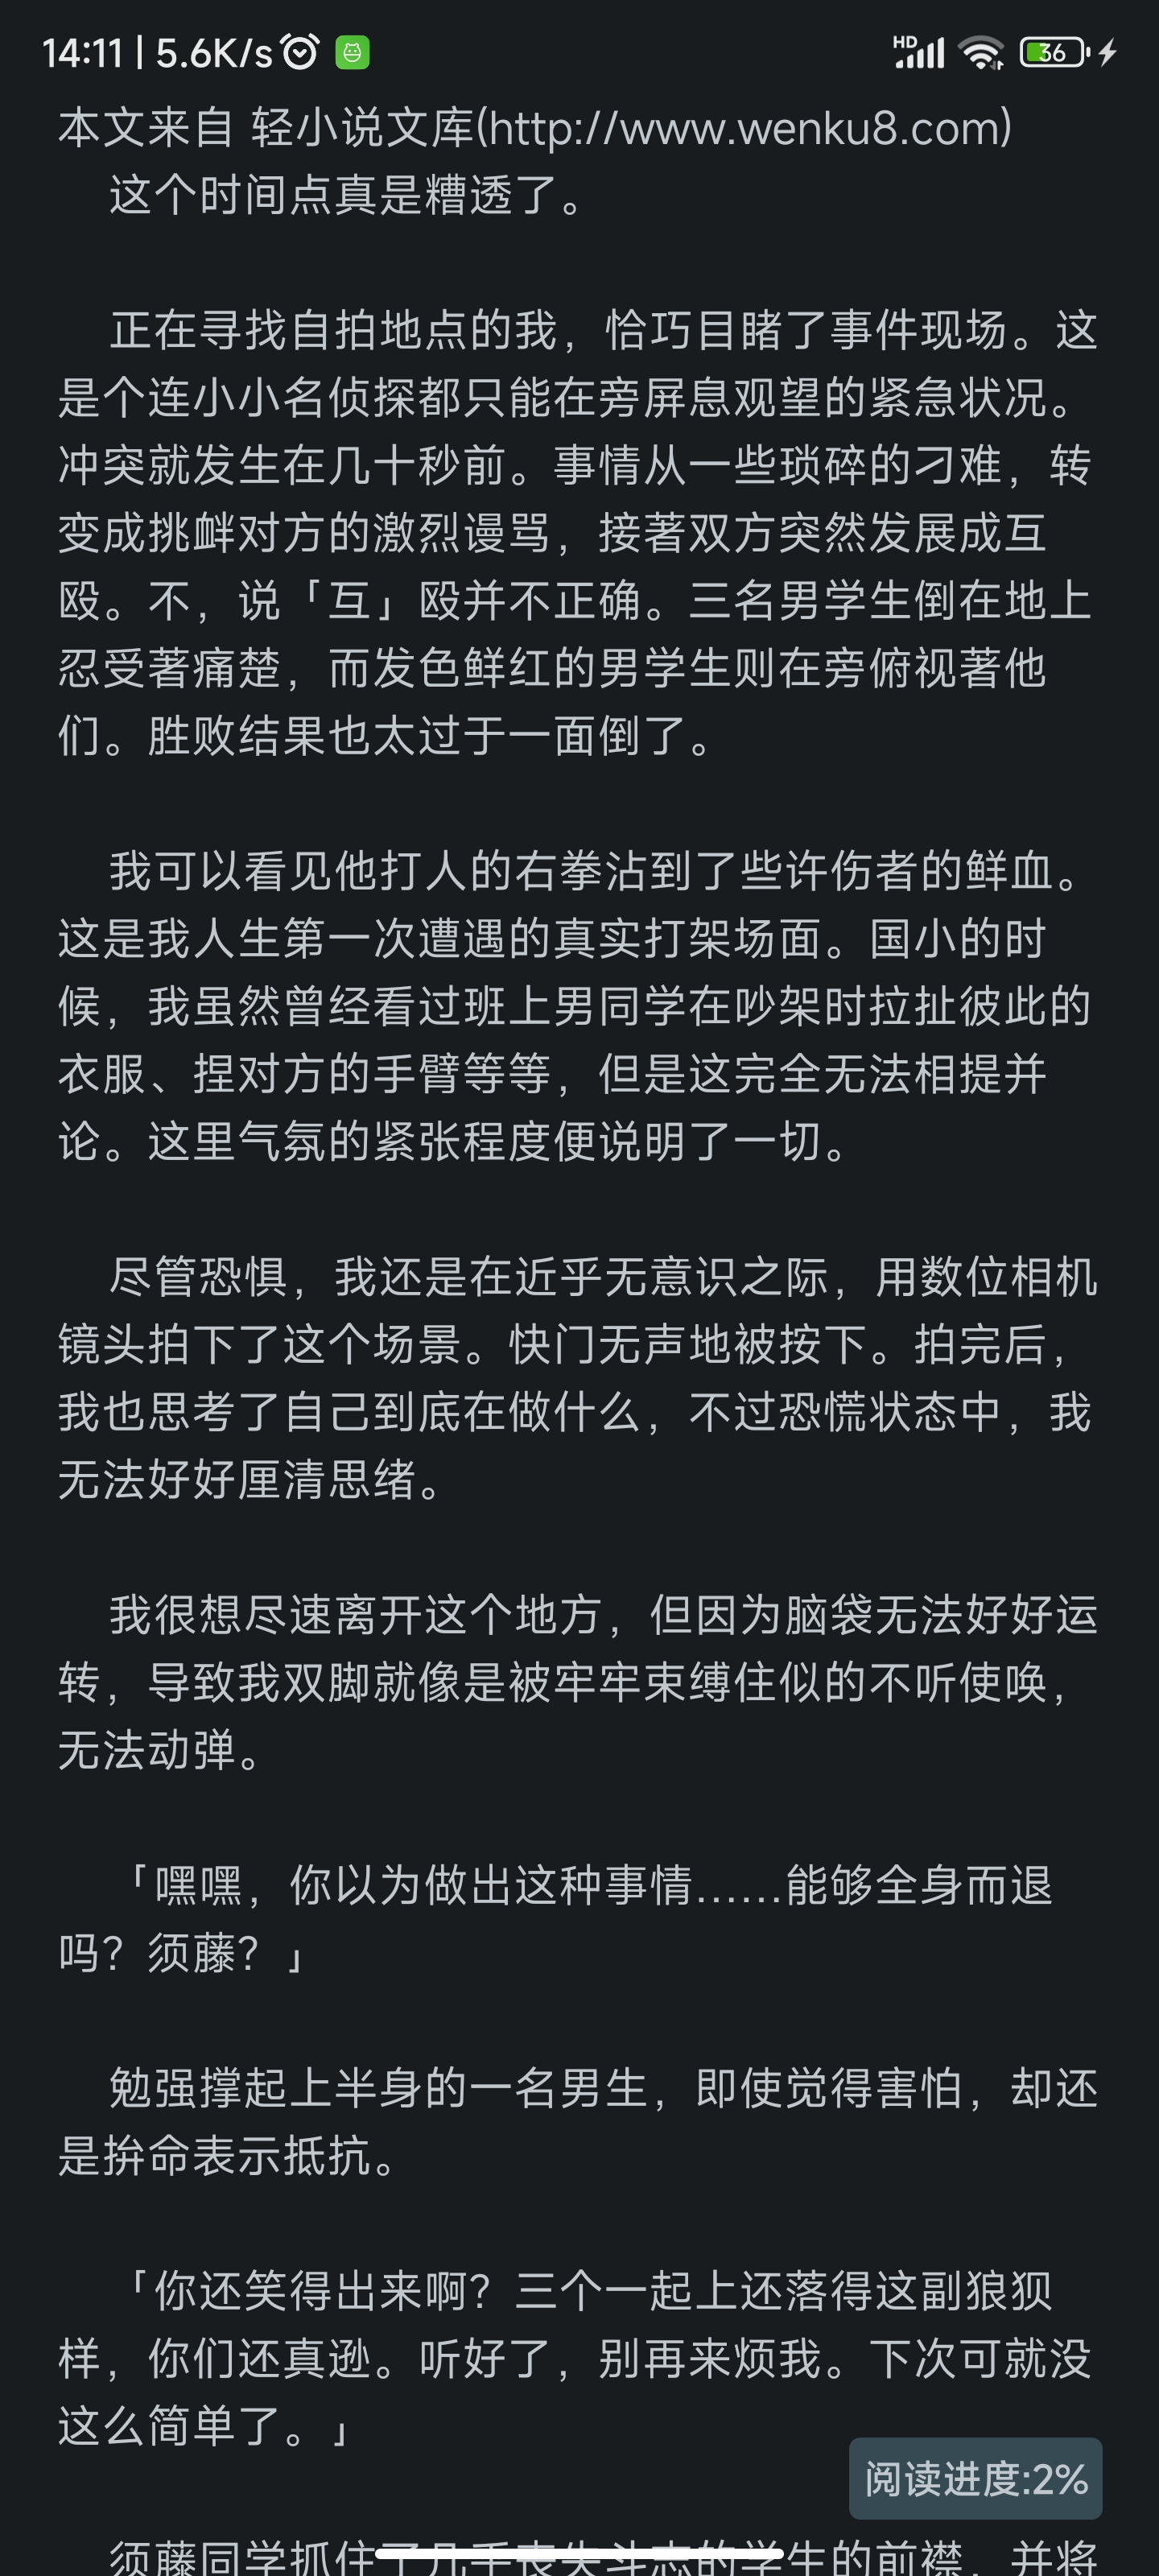 14:11 | 5.6K/s
HD
36
本文来自 轻小说文库(http://www.wenku8.com)
这个时间点真是糟透了。
正在寻找自拍地点的我，恰巧目睹了事件现场。这
是个连小小名侦探都只能在旁屏息观望的紧急状况。
冲突就发生在几十秒前。事情从一些琐碎的刁难，转
变成挑衅对方的激烈谩骂，接著双方突然发展成互
殴。不，说「互」殴并不正确。三名男学生倒在地上
忍受著痛楚，而发色鲜红的男学生则在旁俯视著他
们。胜败结果也太过于一面倒了。
我可以看见他打人的右拳沾到了些许伤者的鲜血。
这是我人生第一次遭遇的真实打架场面。国小的时
候，我虽然曾经看过班上男同学在吵架时拉扯彼此的
衣服、捏对方的手臂等等，但是这完全无法相提并
论。这里气氛的紧张程度便说明了一切。
尽管恐惧，我还是在近乎无意识之际，用数位相机
镜头拍下了这个场景。快门无声地被按下。拍完后，
我也思考了自己到底在做什么，不过恐慌状态中，我
无法好好厘清思绪。
我很想尽速离开这个地方，但因为脑袋无法好好运
转，导致我双脚就像是被牢牢束缚住似的不听使唤，
无法动弹。
「嘿嘿，你以为做出这种事情……能够全身而退
吗？须藤？」
勉强撑起上半身的一名男生，即使觉得害怕，却还
是拚命表示抵抗。
「你还笑得出来啊？三个一起上还落得这副狼狈
样，你们还真逊。听好了，别再来烦我。下次可就没
这么简单了。」
阅读进度:2%
须藤同学抓住了几乎丧失斗志的学生的前襟，并将